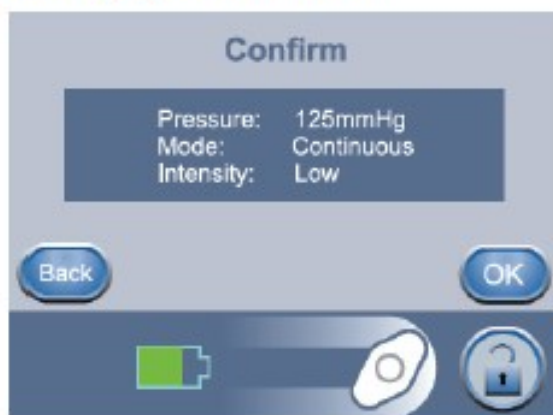 Confirm
Pressure: 125mmHg
Mode: Continuous
Intensity: Low
Back
OK